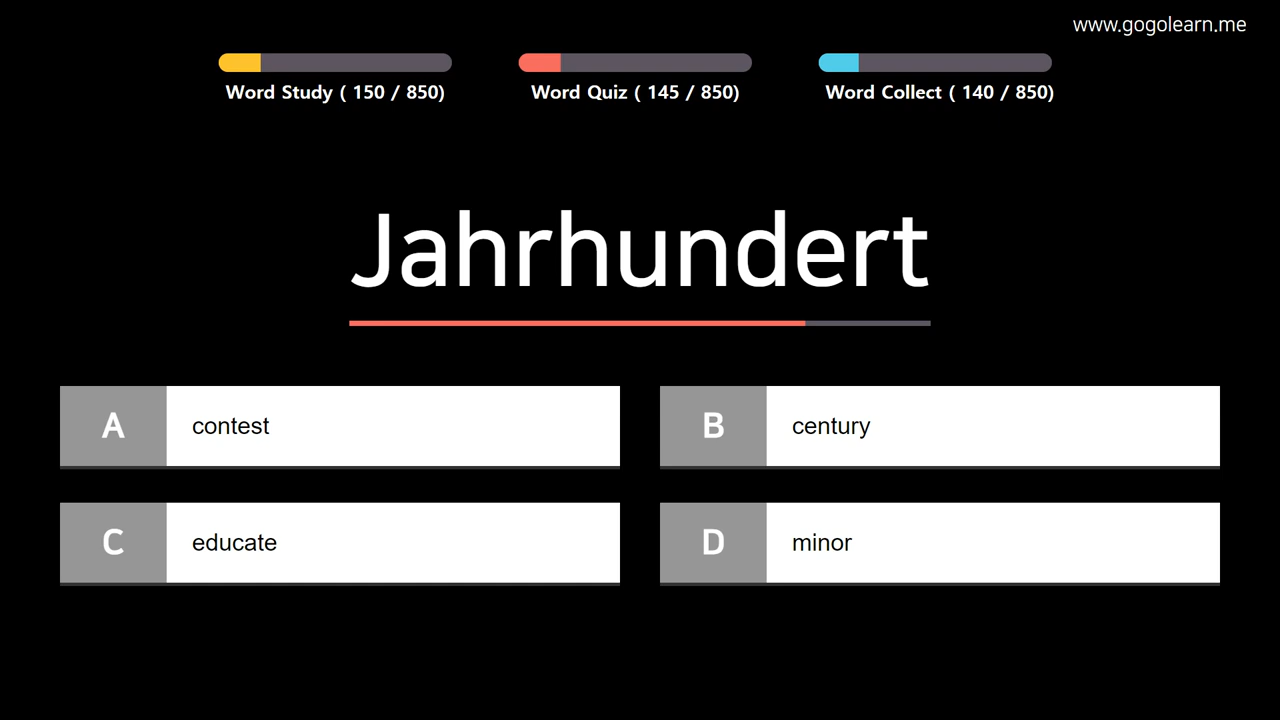 www.gogolearn.me
Word Study ( 150 / 850)
Word Quiz ( 145 / 850)
Word Collect ( 140 / 850)
Jahrhundert
A contest
B century
C educate
D minor